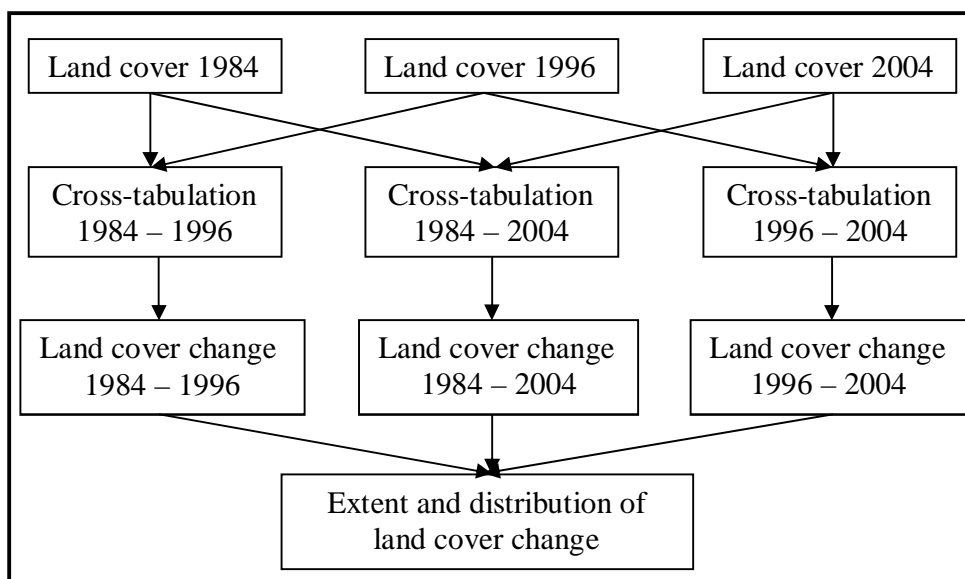 Land cover 1984
Land cover 1996
Land cover 2004
Cross-tabulation
1984 – 1996
Cross-tabulation
1984 – 2004
Cross-tabulation
1996 – 2004
Land cover change
1984 – 1996
Land cover change
1984 – 2004
Land cover change
1996 – 2004
Extent and distribution of
land cover change